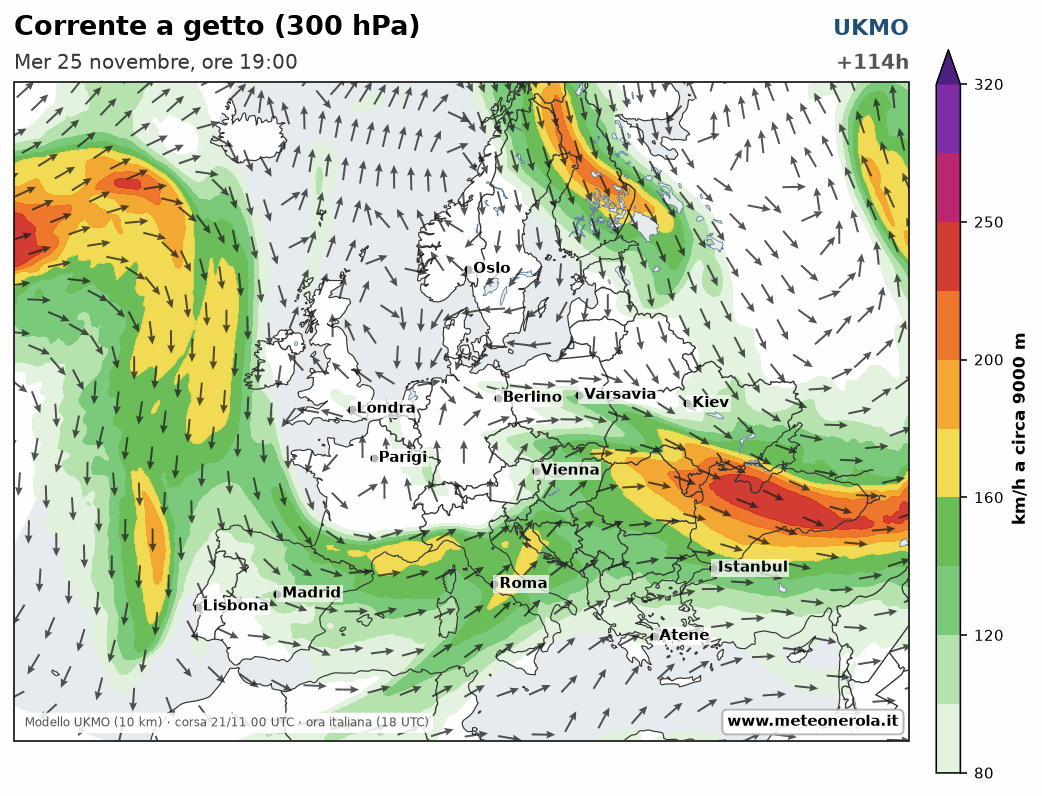 Corrente a getto (300 hPa)
UKMO
Mer 25 novembre, ore 19:00
+114h
320
250
200
160
120
80
km/h a circa 9000 m
Oslo
Londra
Berlino
Varsavia
Kiev
Parigi
Vienna
Istanbul
Roma
Madrid
Lisbona
Atene
Modello UKMO (10 km) · corsa 21/11 00 UTC · ora italiana (18 UTC)
www.meteonerola.it